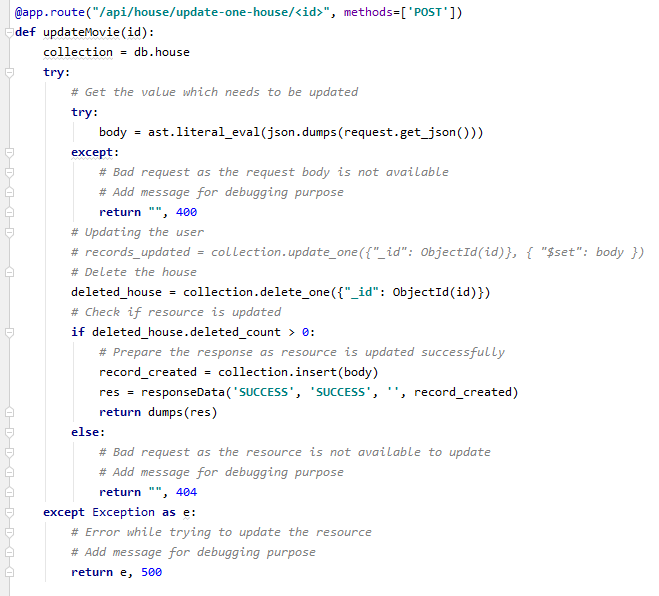 @app.route("/api/house/update-one-house/<id>", methods=['POST'])
def updateMovie(id):
    collection = db.house
    try:
        # Get the value which needs to be updated
        try:
            body = ast.literal_eval(json.dumps(request.get_json()))
        except:
            # Bad request as the request body is not available
            # Add message for debugging purpose
            return "", 400
        # Updating the user
        # records_updated = collection.update_one({"_id": ObjectId(id)}, { "$set": body })
        # Delete the house
        deleted_house = collection.delete_one({"_id": ObjectId(id)})
        # Check if resource is updated
        if deleted_house.deleted_count > 0:
            # Prepare the response as resource is updated successfully
            record_created = collection.insert(body)
            res = responseData('SUCCESS', 'SUCCESS', '', record_created)
            return dumps(res)
        else:
            # Bad request as the resource is not available to update
            # Add message for debugging purpose
            return "", 404
    except Exception as e:
        # Error while trying to update the resource
        # Add message for debugging purpose
        return e, 500